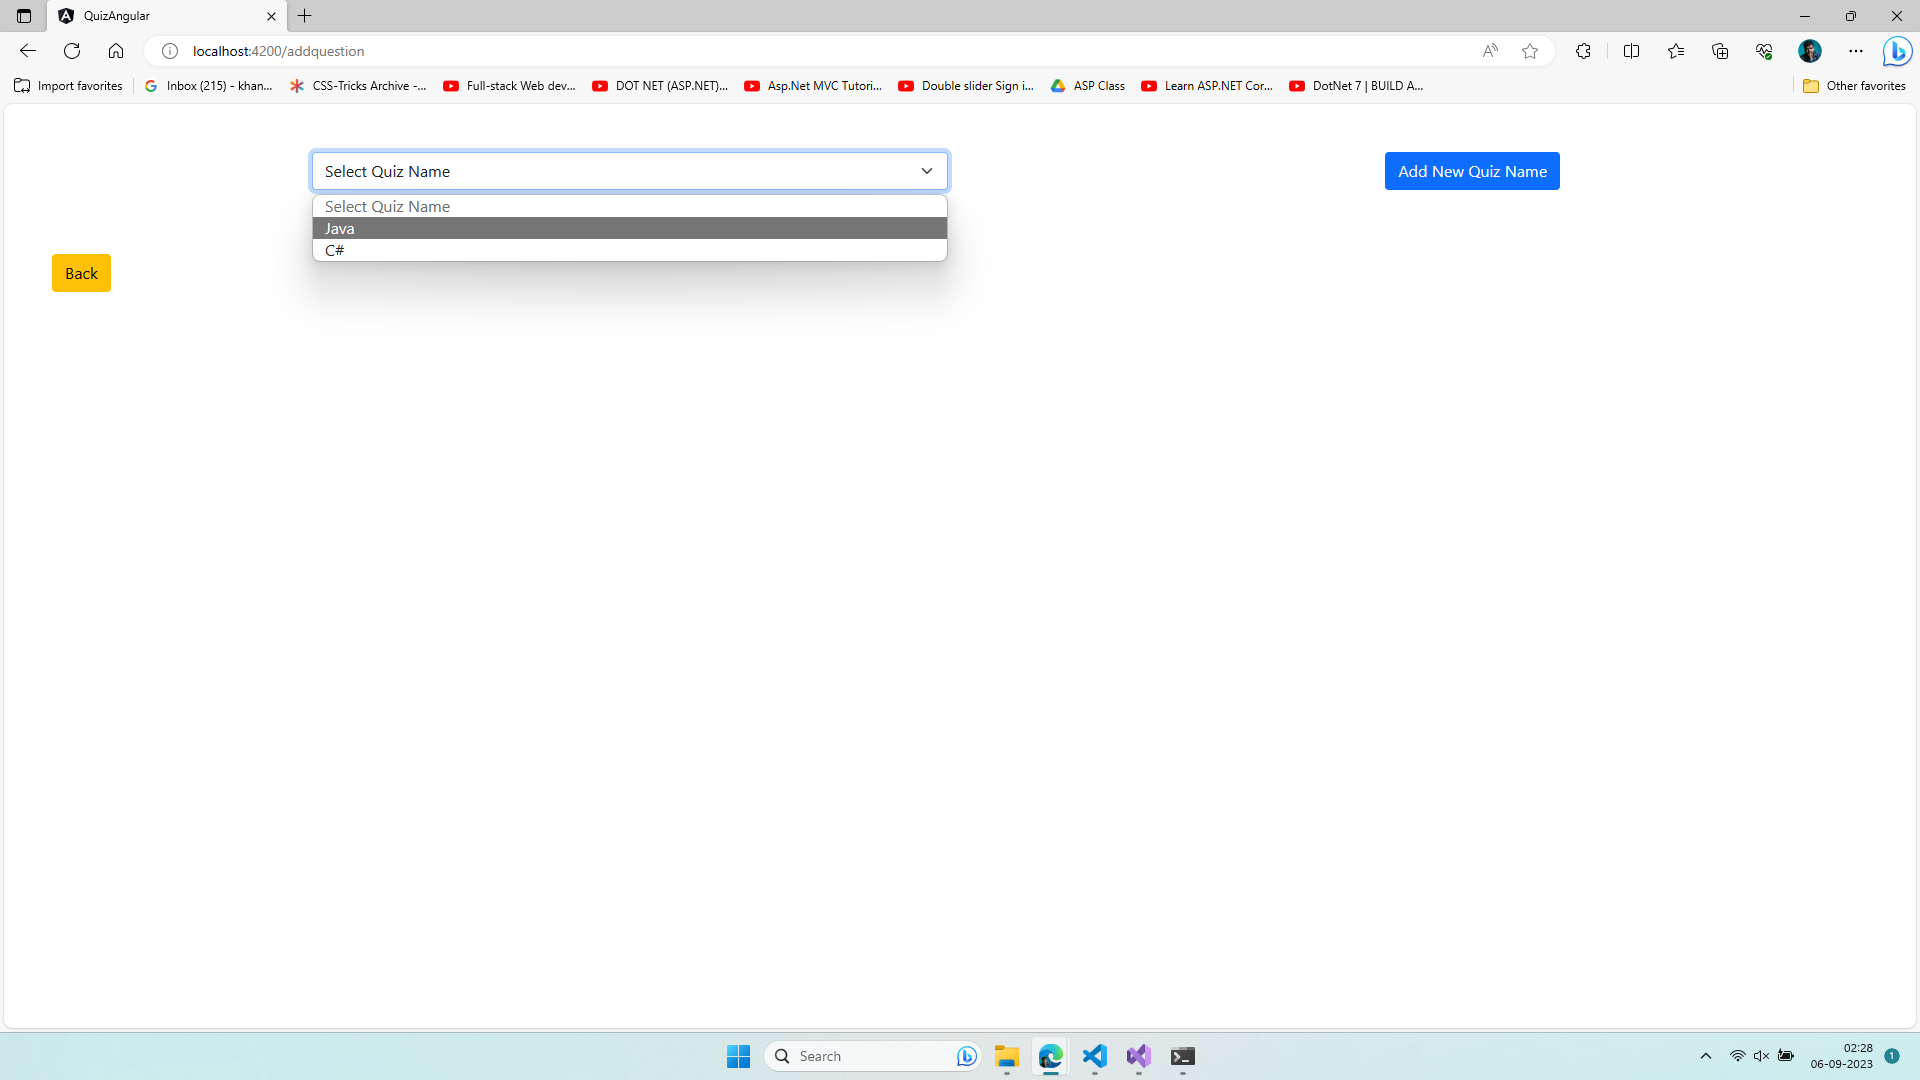 QuizAngular
localhost:4200/addquestion
Import favorites
Inbox (215) - khan...
CSS-Tricks Archive -...
Full-stack Web dev...
DOT NET (ASP.NET)...
Asp.Net MVC Tutori...
Double slider Sign i...
ASP Class
Learn ASP.NET Cor...
DotNet 7 | BUILD A...
Other favorites
Select Quiz Name
Add New Quiz Name
Select Quiz Name
Java
C#
Back
Search
02:28
06-09-2023
1